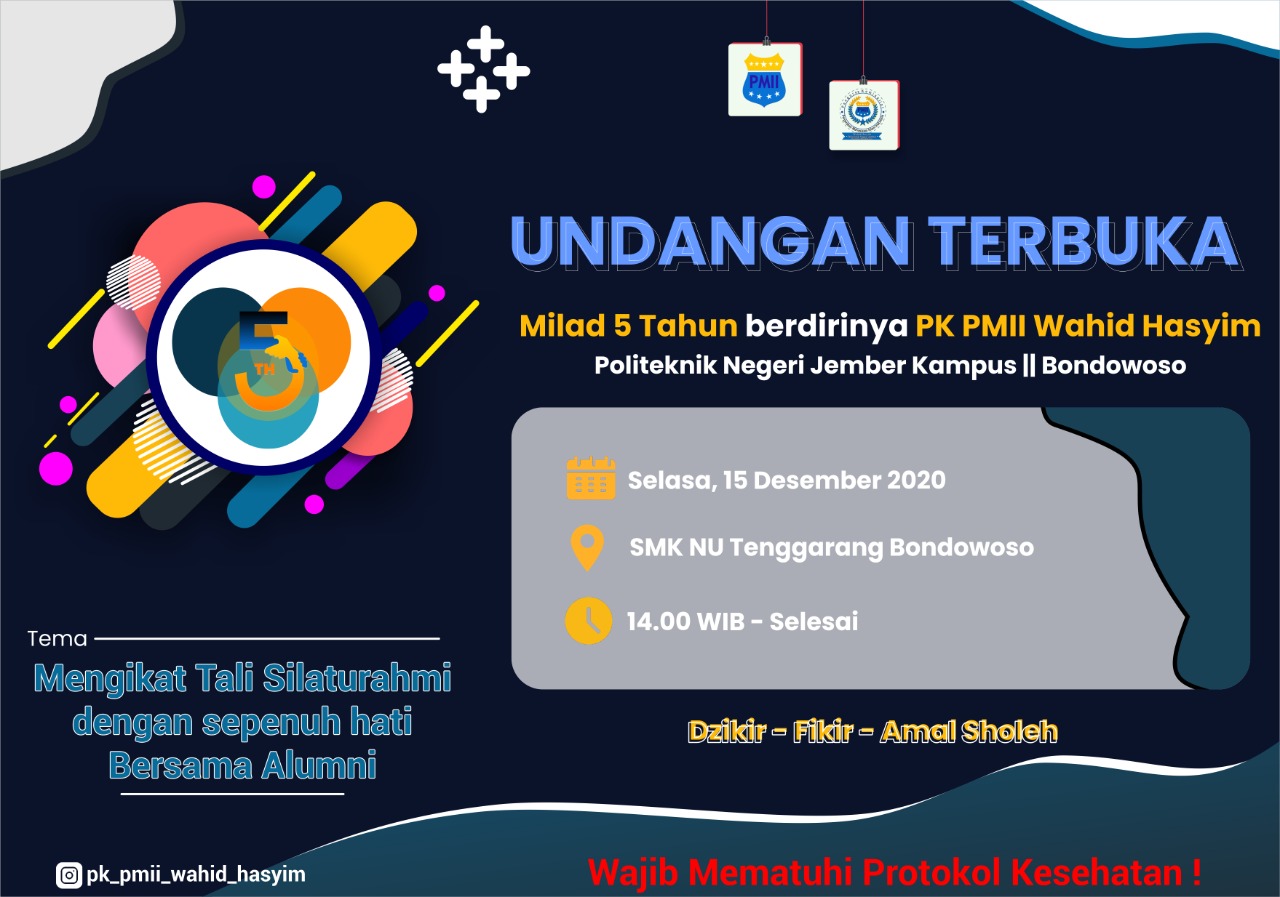 PMII
UNDANGAN TERBUKA
Milad 5 Tahun berdirinya PK PMII Wahid Hasyim
Politeknik Negeri Jember Kampus || Bondowoso
5
TH
Selasa, 15 Desember 2020
SMK NU Tenggarang Bondowoso
14.00 WIB - Selesai
Tema
Mengikat Tali Silaturahmi
dengan sepenuh hati
Bersama Alumni
Dzikir - Fikir - Amal Sholeh
pk_pmii_wahid_hasyim
Wajib Mematuhi Protokol Kesehatan !